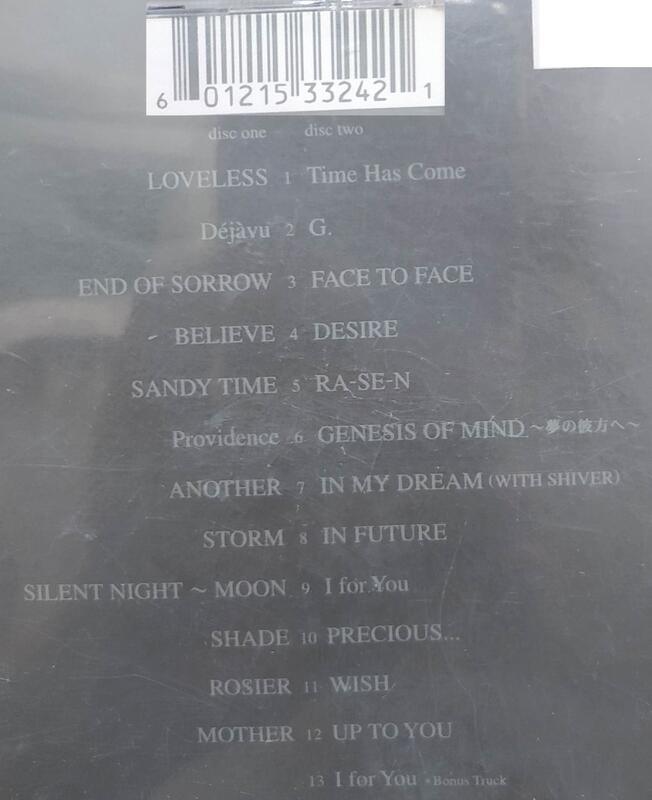 6 01215 33242 1
disc one disc two
LOVELESS 1 Time Has Come
Déjàvu 2 G.
END OF SORROW 3 FACE TO FACE
BELIEVE 4 DESIRE
SANDY TIME 5 RA-SE-N
Providence 6 GENESIS OF MIND ～夢の彼方へ～
ANOTHER 7 IN MY DREAM (WITH SHIVER)
STORM 8 IN FUTURE
SILENT NIGHT ～ MOON 9 I for You
SHADE 10 PRECIOUS...
ROSIER 11 WISH
MOTHER 12 UP TO YOU
13 I for You *Bonus Truck